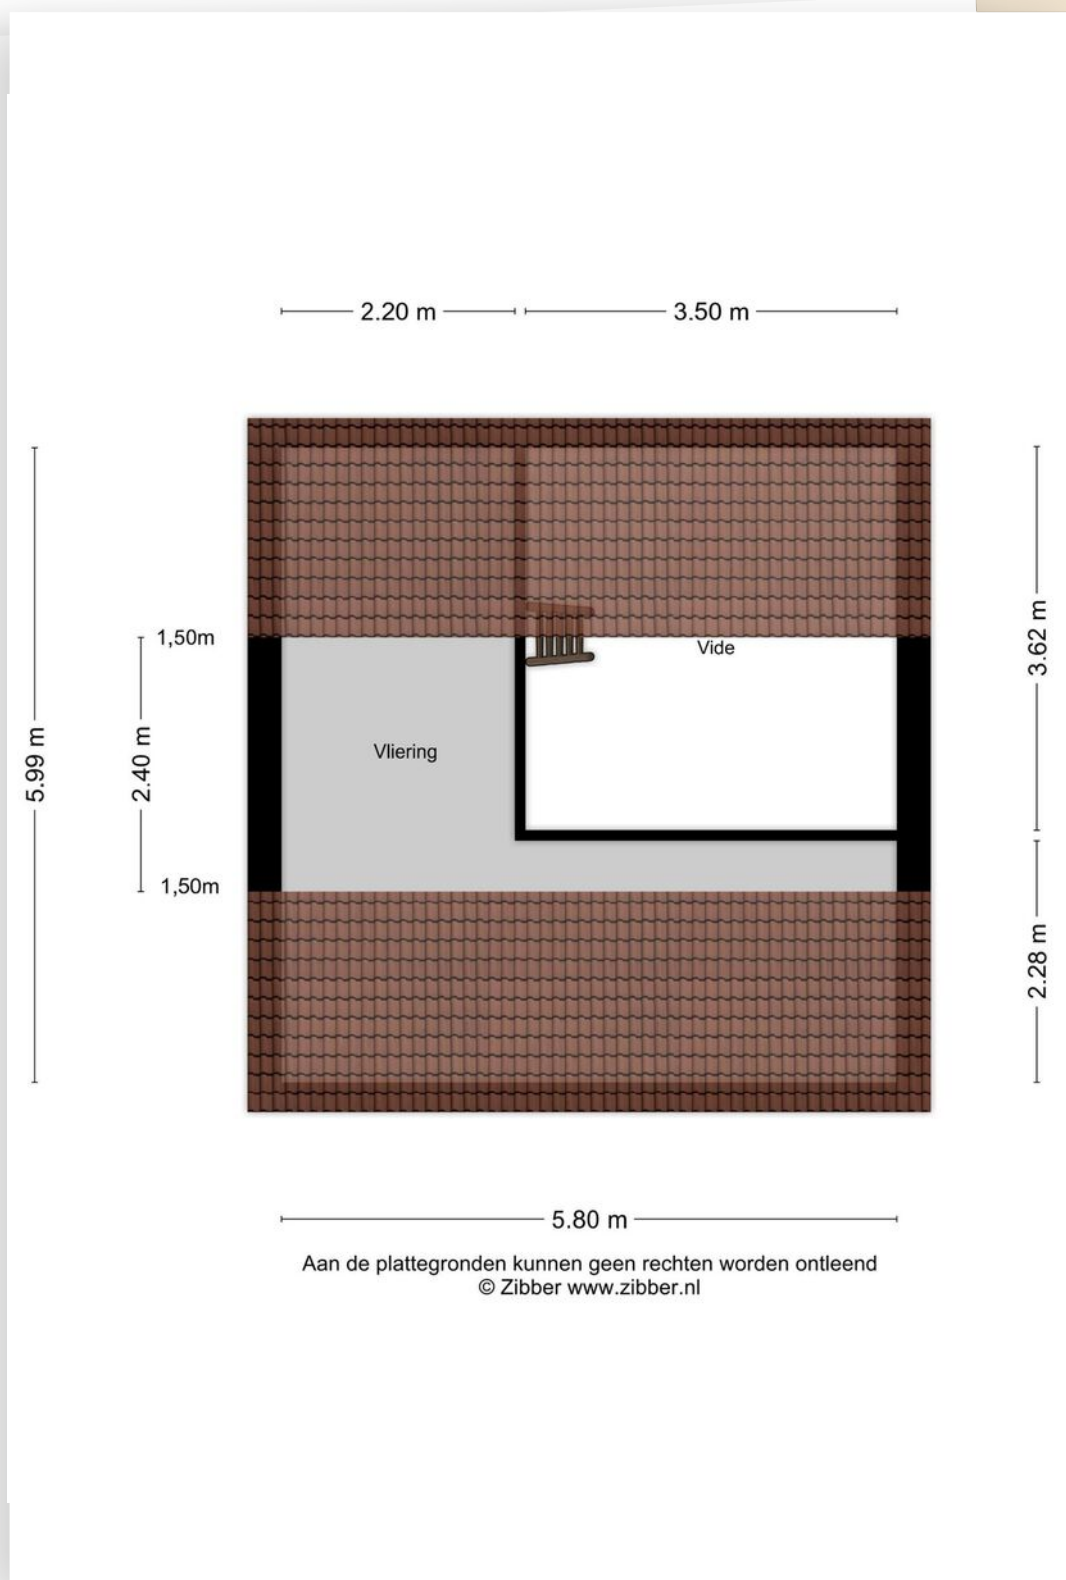 2.20 m
3.50 m
1,50m
Vide
3.62 m
5.99 m
2.40 m
Vliering
1,50m
2.28 m
5.80 m
Aan de plattegronden kunnen geen rechten worden ontleend
© Zibber www.zibber.nl